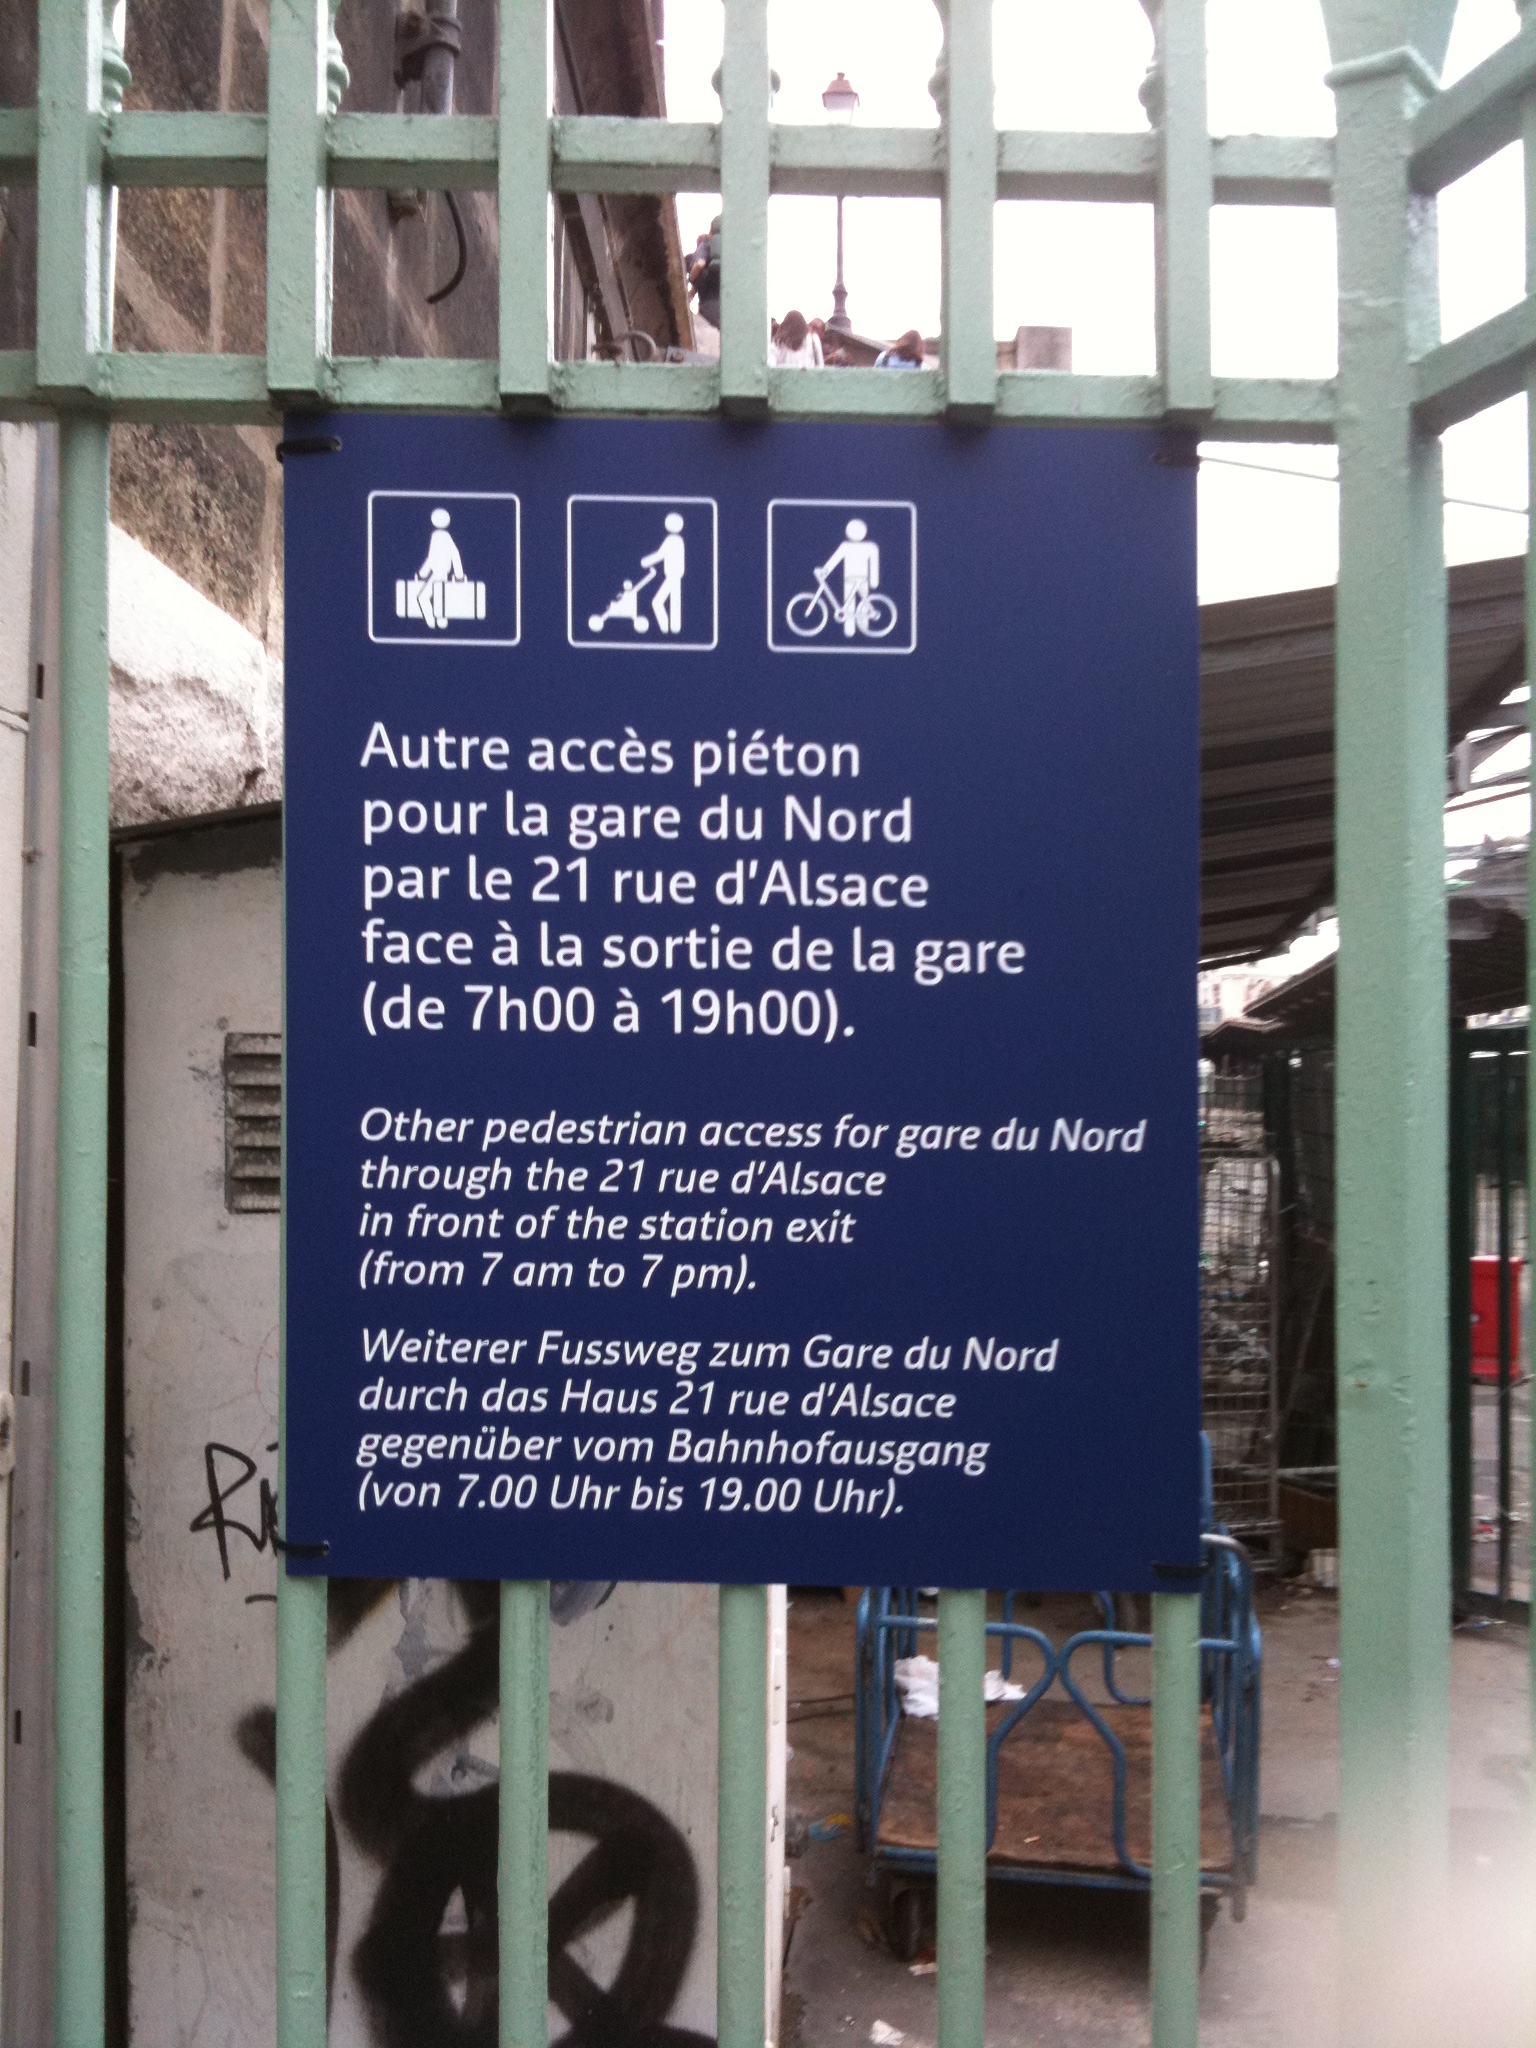 Autre accès piéton
pour la gare du Nord
par le 21 rue d'Alsace
face à la sortie de la gare
(de 7h00 à 19h00).
Other pedestrian access for gare du Nord
through the 21 rue d'Alsace
in front of the station exit
(from 7 am to 7 pm).
Weiterer Fussweg zum Gare du Nord
durch das Haus 21 rue d'Alsace
gegenüber vom Bahnhofausgang
(von 7.00 Uhr bis 19.00 Uhr).